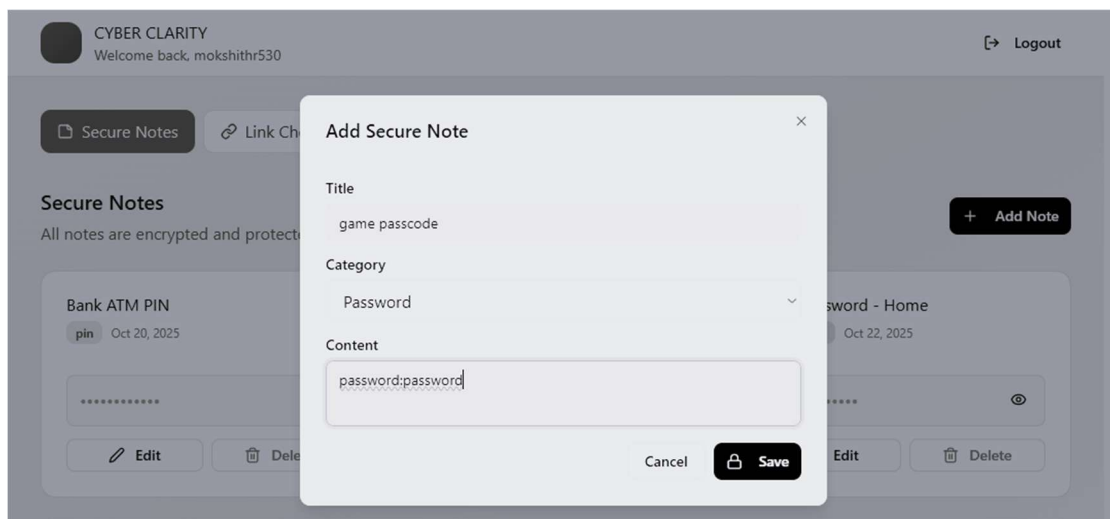 CYBER CLARITY
Welcome back, mokshithr530
Logout
Secure Notes
Link Ch
Add Secure Note
Title
game passcode
Secure Notes
All notes are encrypted and protect
Add Note
Category
Password
Bank ATM PIN
sword - Home
pin Oct 20, 2025
Oct 22, 2025
Content
password:password
Edit
Dele
Cancel
Save
Edit
Delete